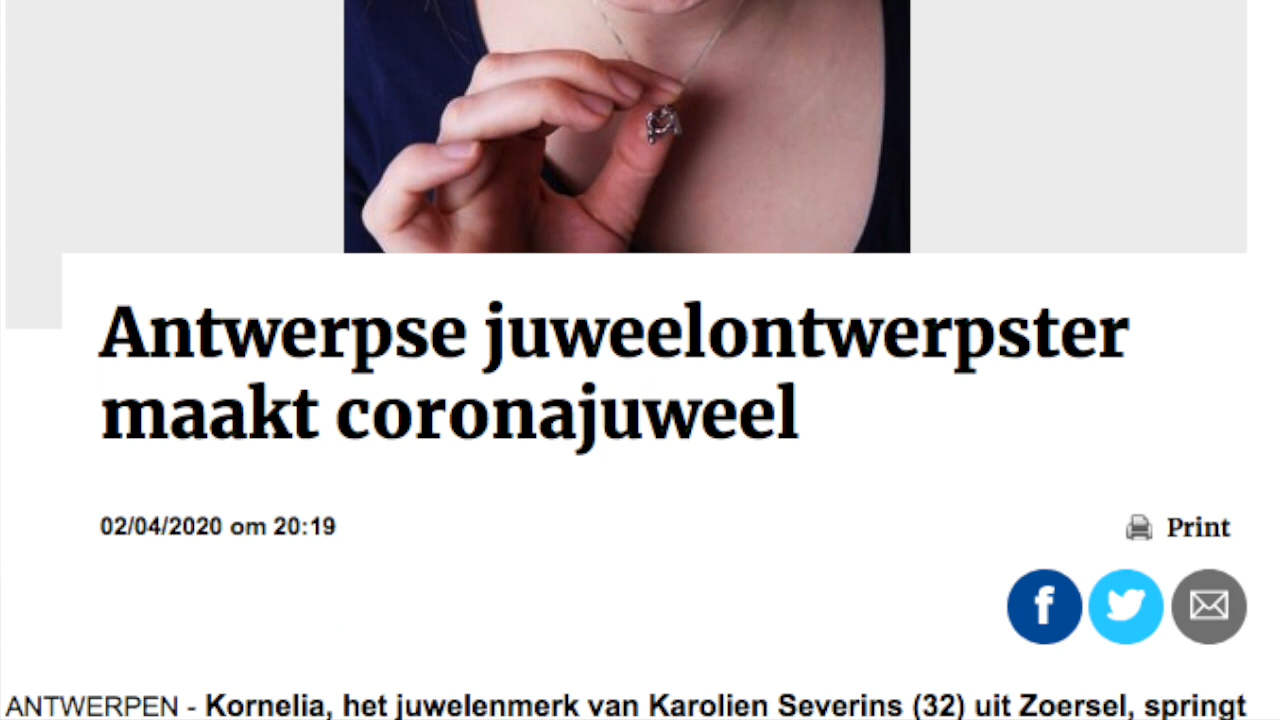 Antwerpse juweelontwerpster
maakt coronajuweel
02/04/2020 om 20:19
Print
ANTWERPEN - Kornelia, het juwelenmerk van Karolien Severins (32) uit Zoersel, springt